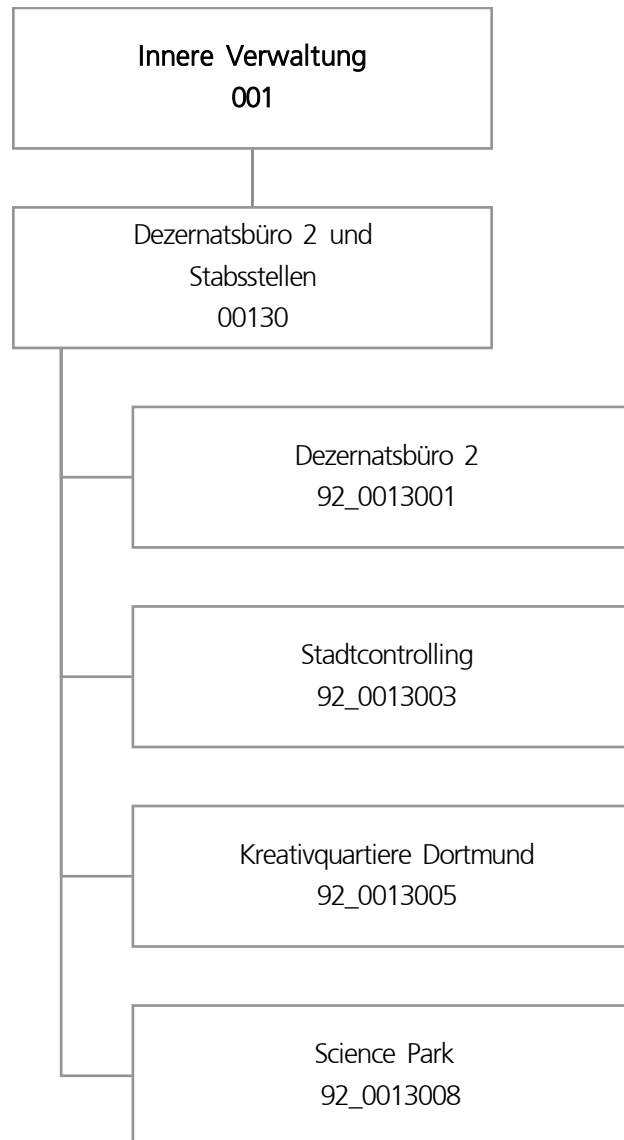 Innere Verwaltung
001
Dezernatsbüro 2 und
Stabsstellen
00130
Dezernatsbüro 2
92_0013001
Stadtcontrolling
92_0013003
Kreativquartiere Dortmund
92_0013005
Science Park
92_0013008